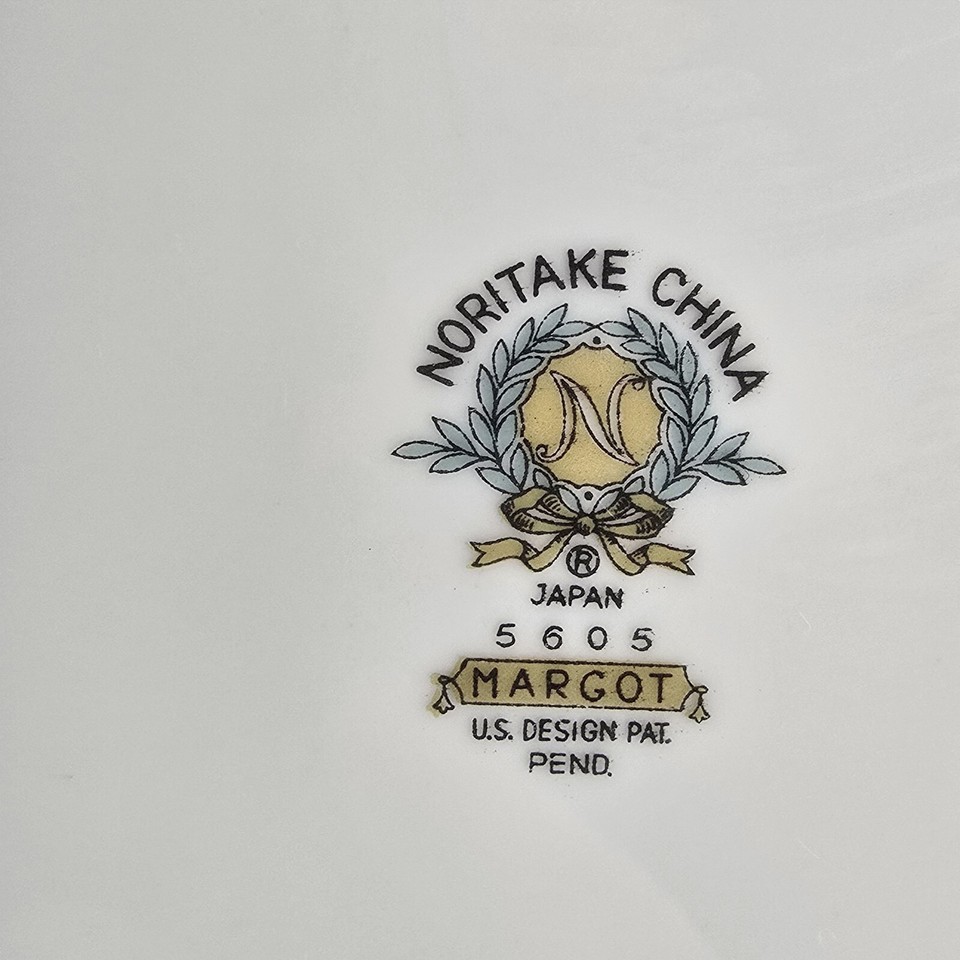 NORITAKE CHINA
N
®
JAPAN
5605
MARGOT
U.S. DESIGN PAT.
PEND.